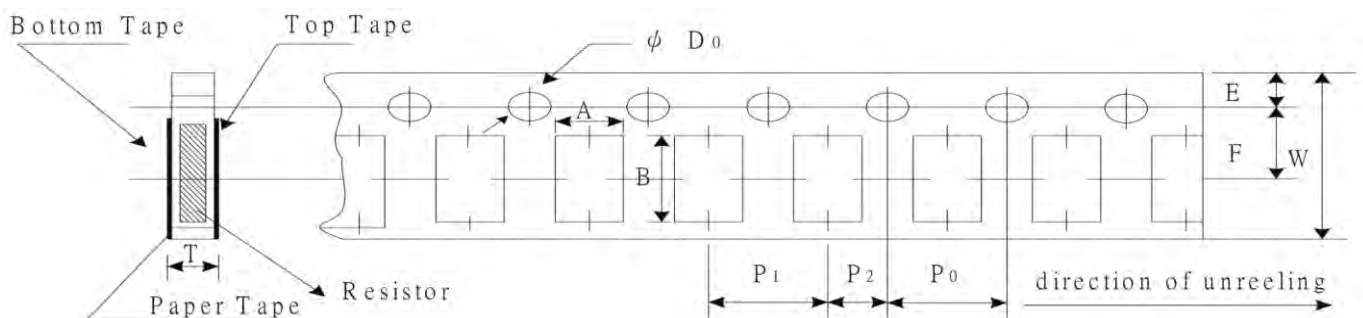 Bottom Tape
Top Tape
ϕ D0
E
A
F
W
B
T
P1
P2
P0
Resistor
direction of unreeling
Paper Tape